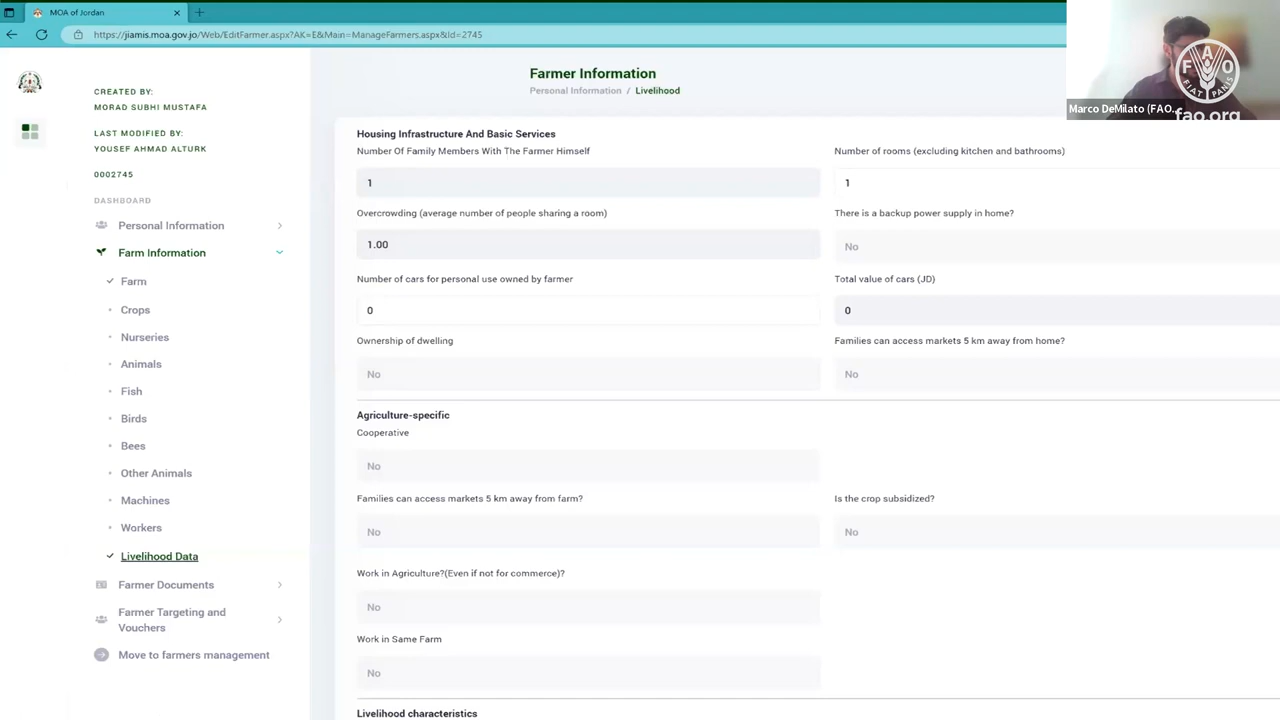 MOA of Jordan
https://jiamis.moa.gov.jo/Web/EditFarmer.aspx?AK=E&Main=ManageFarmers.aspx&Id=2745
FAO
FIAT PANIS
fao.org
Marco DeMilato (FAO...
CREATED BY:
MORAD SUBHI MUSTAFA
LAST MODIFIED BY:
YOUSEF AHMAD ALTURK
0002745
DASHBOARD
Personal Information
Farm Information
Farm
Crops
Nurseries
Animals
Fish
Birds
Bees
Other Animals
Machines
Workers
Livelihood Data
Farmer Documents
Farmer Targeting and
Vouchers
Move to farmers management
Farmer Information
Personal Information / Livelihood
Housing Infrastructure And Basic Services
Number Of Family Members With The Farmer Himself
Number of rooms (excluding kitchen and bathrooms)
1
1
Overcrowding (average number of people sharing a room)
There is a backup power supply in home?
1.00
No
Number of cars for personal use owned by farmer
Total value of cars (JD)
0
0
Ownership of dwelling
Families can access markets 5 km away from home?
No
No
Agriculture-specific
Cooperative
No
Families can access markets 5 km away from farm?
Is the crop subsidized?
No
No
Work in Agriculture?(Even if not for commerce)?
No
Work in Same Farm
No
Livelihood characteristics